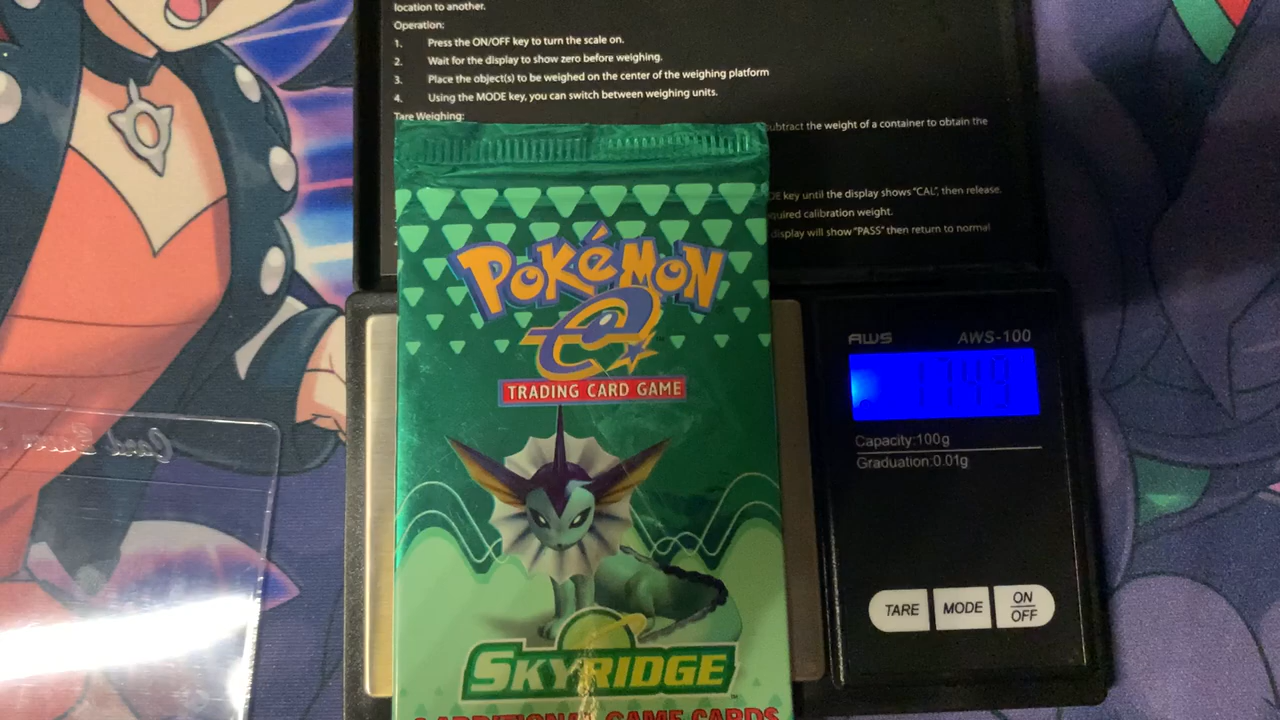 location to another.
Operation:
1. Press the ON/OFF key to turn the scale on.
2. Wait for the display to show zero before weighing.
3. Place the object(s) to be weighed on the center of the weighing platform
4. Using the MODE key, you can switch between weighing units.
Tare Weighing:
ubtract the weight of a container to obtain the
DE key until the display shows "CAL", then release.
quired calibration weight.
display will show "PASS" then return to normal
POKéMON
e
TRADING CARD GAME
SKYRIDGE
™
ADDITIONAL GAME CARDS
AWS AWS-100
Capacity:100g
Graduation:0.01g
TARE
MODE
ON
OFF